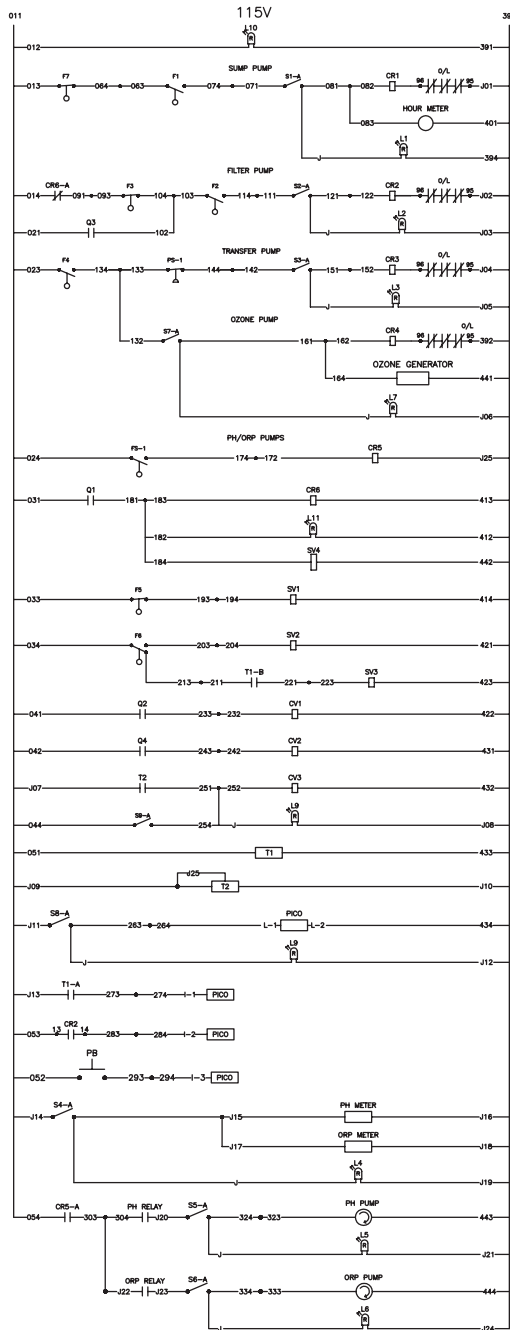 115V
011 39
L10
R
012 391
SUMP PUMP
F7 F1 S1-A CR1 O/L
013 064 063 074 071 081 082 96 95 J01
HOUR METER
083 401
L1
R
J 394
FILTER PUMP
CR6-A F3 F2 S2-A CR2 O/L
014 091 093 104 103 114 111 121 122 96 95 J02
Q3 L2
R
021 102 J J03
TRANSFER PUMP
F4 PS-1 S3-A CR3 O/L
023 134 133 144 142 151 152 96 95 J04
L3
R
J J05
OZONE PUMP
S7-A CR4 O/L
132 161 162 96 95 392
OZONE GENERATOR
164 441
L7
R
J J06
PH/ORP PUMPS
FS-1 CR5
024 174 172 J25
Q1 CR6
031 181 183 413
L11
R
182 412
SV4
184 442
F5 SV1
033 193 194 414
F6 SV2
034 203 204 421
T1-B SV3
213 211 221 223 423
Q2 CV1
041 233 232 422
Q4 CV2
042 243 242 431
T2 CV3
J07 251 252 432
S9-A L9
R
044 254 J J08
051 T1 433
J25
J09 T2 J10
S8-A PICO
J11 263 264 L-1 L-2 434
L9
R
J J12
T1-A
J13 273 274 I-1 PICO
CR2
053 13 14 283 284 I-2 PICO
PB
052 293 294 I-3 PICO
S4-A PH METER
J14 J15 J16
ORP METER
J17 J18
L4
R
J J19
CR5-A PH RELAY S5-A PH PUMP
054 303 304 J20 324 323 443
L5
R
J J21
ORP RELAY S6-A ORP PUMP
J22 J23 334 333 444
L6
R
J J24